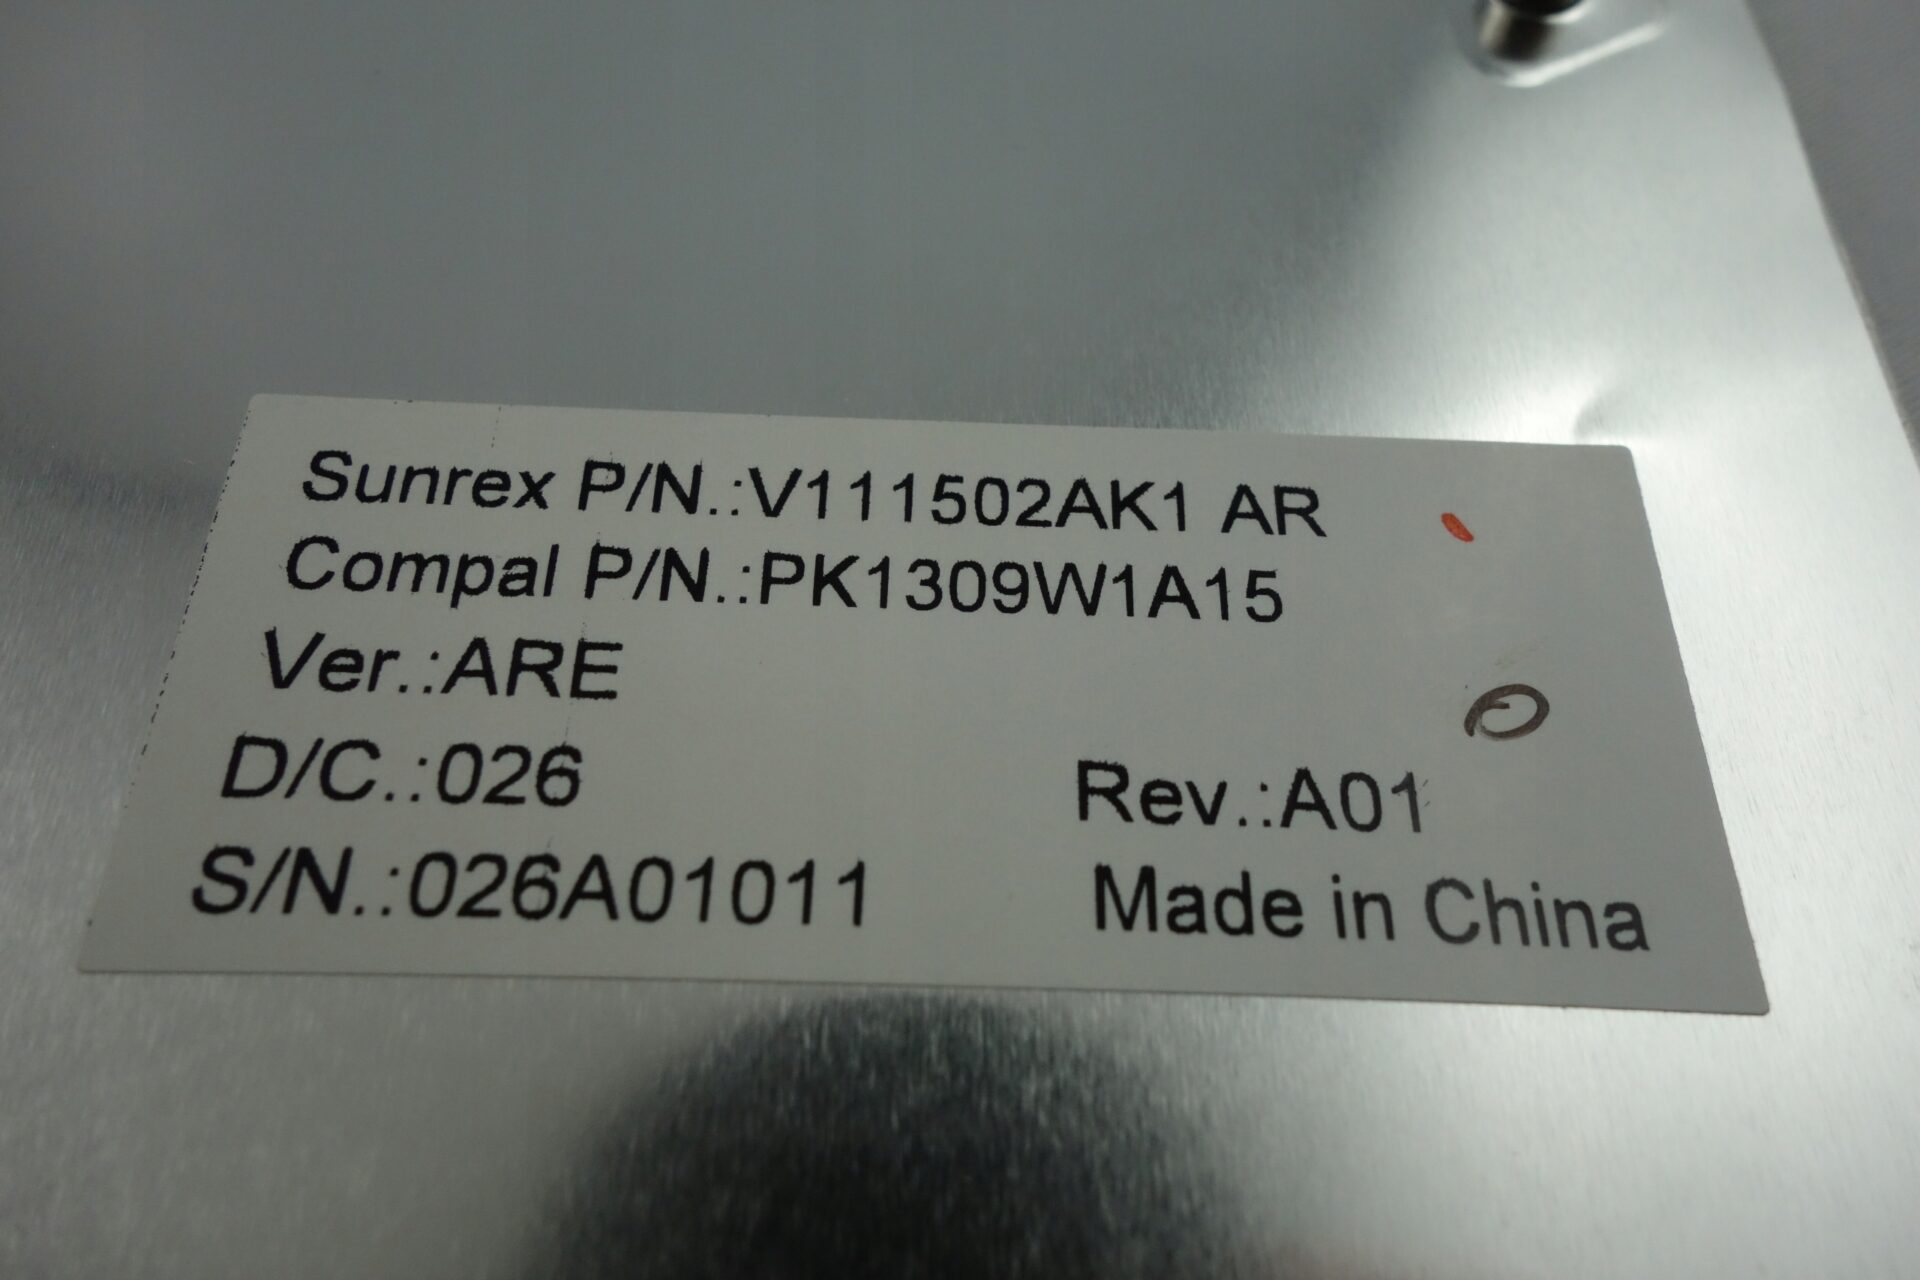 Sunrex P/N.:V111502AK1 AR
Compal P/N.:PK1309W1A15
Ver.:ARE
D/C.:026 Rev.:A01
S/N.:026A01011 Made in China